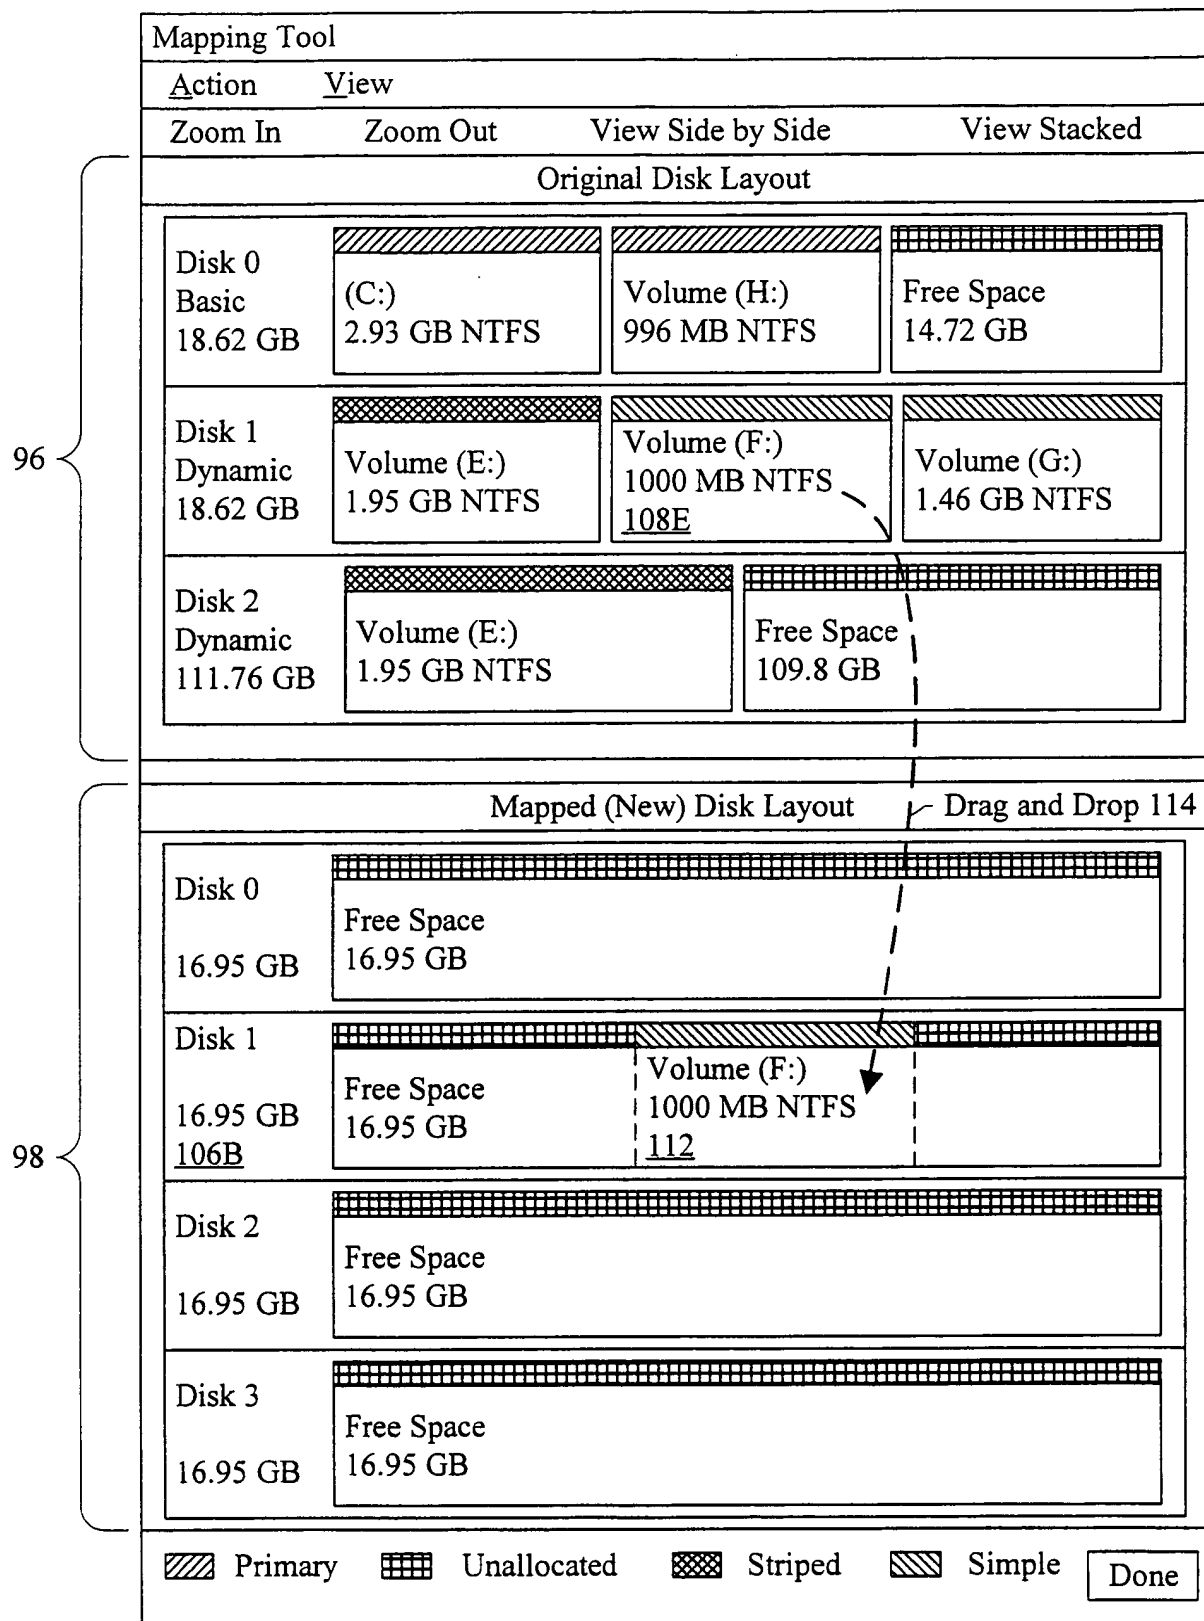 Mapping Tool
Action View
Zoom In Zoom Out View Side by Side View Stacked
Original Disk Layout
96
Disk 0
Basic
18.62 GB
(C:)
2.93 GB NTFS
Volume (H:)
996 MB NTFS
Free Space
14.72 GB
Disk 1
Dynamic
18.62 GB
Volume (E:)
1.95 GB NTFS
Volume (F:)
1000 MB NTFS
108E
Volume (G:)
1.46 GB NTFS
Disk 2
Dynamic
111.76 GB
Volume (E:)
1.95 GB NTFS
Free Space
109.8 GB
Mapped (New) Disk Layout
Drag and Drop 114
98
Disk 0
16.95 GB
Free Space
16.95 GB
Disk 1
16.95 GB
106B
Free Space
16.95 GB
Volume (F:)
1000 MB NTFS
112
Disk 2
16.95 GB
Free Space
16.95 GB
Disk 3
16.95 GB
Free Space
16.95 GB
Primary Unallocated Striped Simple Done